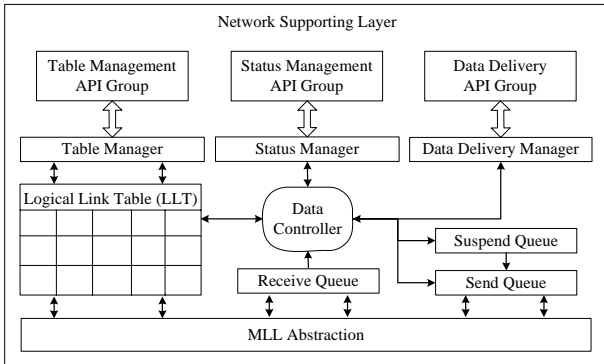 Network Supporting Layer
Table Management
API Group
Status Management
API Group
Data Delivery
API Group
Table Manager
Status Manager
Data Delivery Manager
Logical Link Table (LLT)
Data
Controller
Suspend Queue
Receive Queue
Send Queue
MLL Abstraction